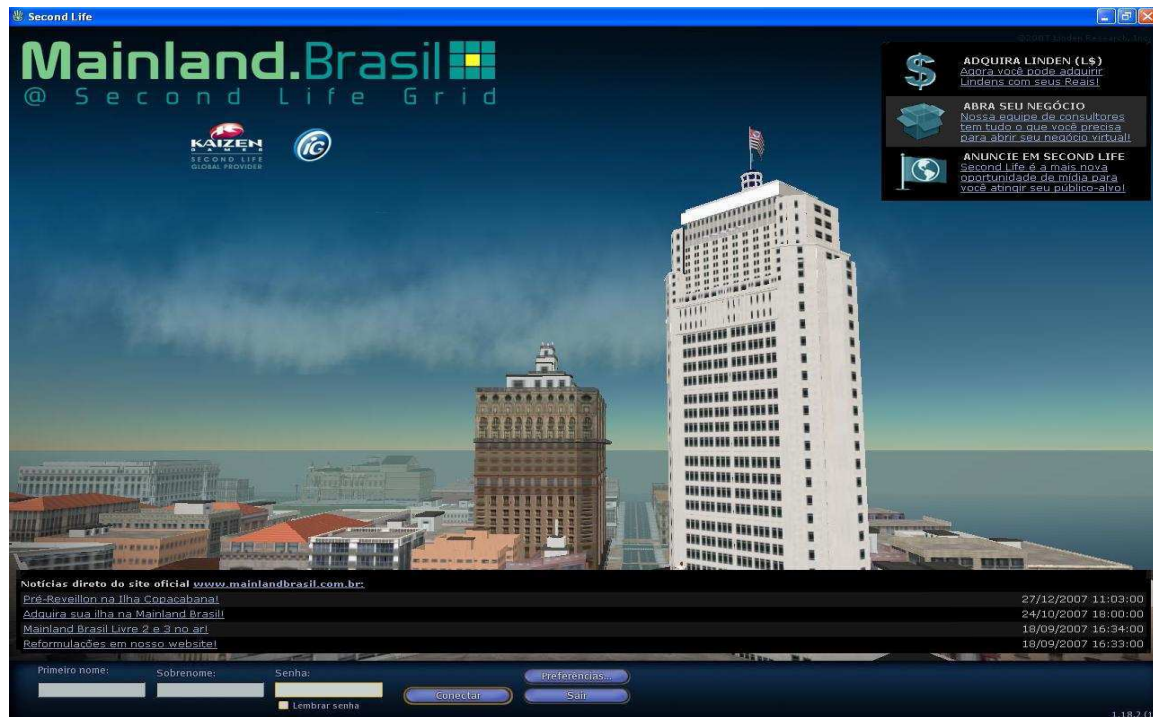 Second Life
Mainland.Brasil
@ Second Life Grid
KAIZEN
GAMES
SECOND LIFE
GLOBAL PROVIDER
iG
ADQUIRA LINDEN (L$)
Agora você pode adquirir
Lindens com seus Reais!
ABRA SEU NEGÓCIO
Nossa equipe de consultores
tem tudo o que você precisa
para abrir seu negócio virtual!
ANUNCIE EM SECOND LIFE
Second Life é a mais nova
oportunidade de mídia para
você atingir seu público-alvo!
Notícias direto do site oficial www.mainlandbrasil.com.br:
Pré-Reveillon na Ilha Copacabana! 27/12/2007 11:03:00
Adquira sua ilha na Mainland Brasil! 24/10/2007 18:00:00
Mainland Brasil Livre 2 e 3 no ar! 18/09/2007 16:34:00
Reformulações em nosso website! 18/09/2007 16:33:00
Primeiro nome: Sobrenome: Senha:
Preferências...
Conectar Sair
Lembrar senha
1.18.2 (1